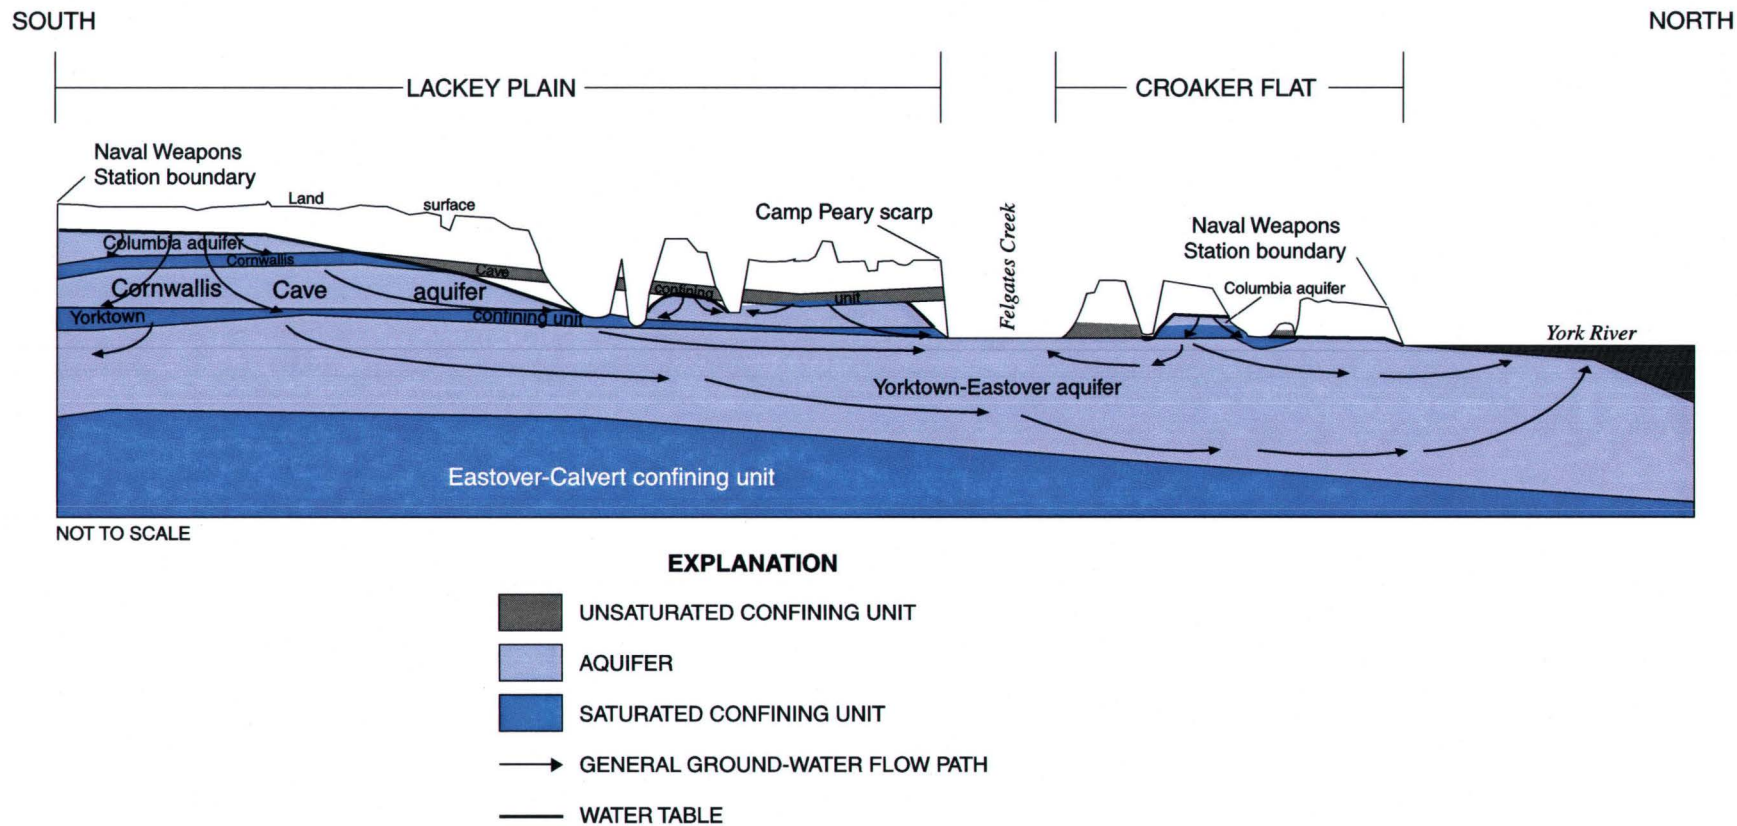 SOUTH
NORTH
LACKEY PLAIN
CROAKER FLAT
Naval Weapons
Station boundary
Land
surface
Camp Peary scarp
Felgates Creek
Naval Weapons
Station boundary
Columbia aquifer
York River
Columbia aquifer
Cornwallis
Cave
confining
unit
Cornwallis
Cave
aquifer
Yorktown
confining unit
Yorktown-Eastover aquifer
Eastover-Calvert confining unit
NOT TO SCALE
EXPLANATION
UNSATURATED CONFINING UNIT
AQUIFER
SATURATED CONFINING UNIT
GENERAL GROUND-WATER FLOW PATH
WATER TABLE